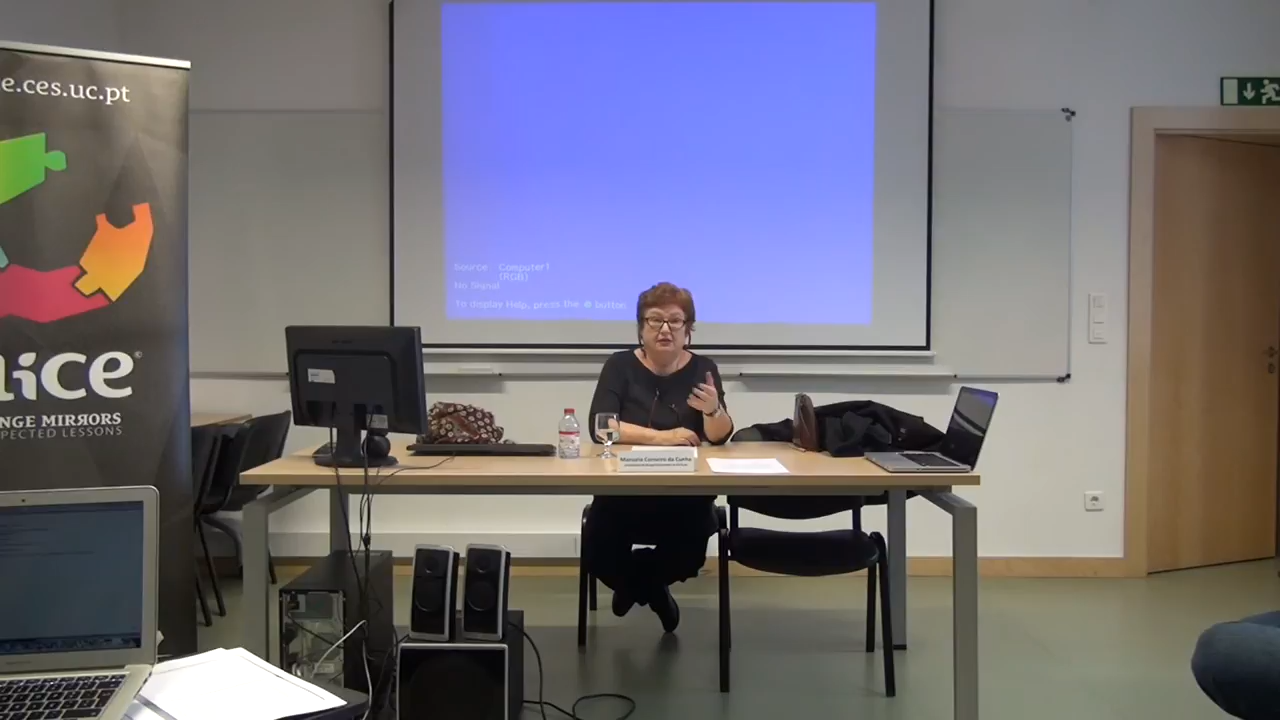 e.ces.uc.pt
lice
NGE MIRRORS
PECTED LESSONS
Source Computer1
(RGB)
No Signal
To display Help, press the button
Manuela Carneiro da Cunha